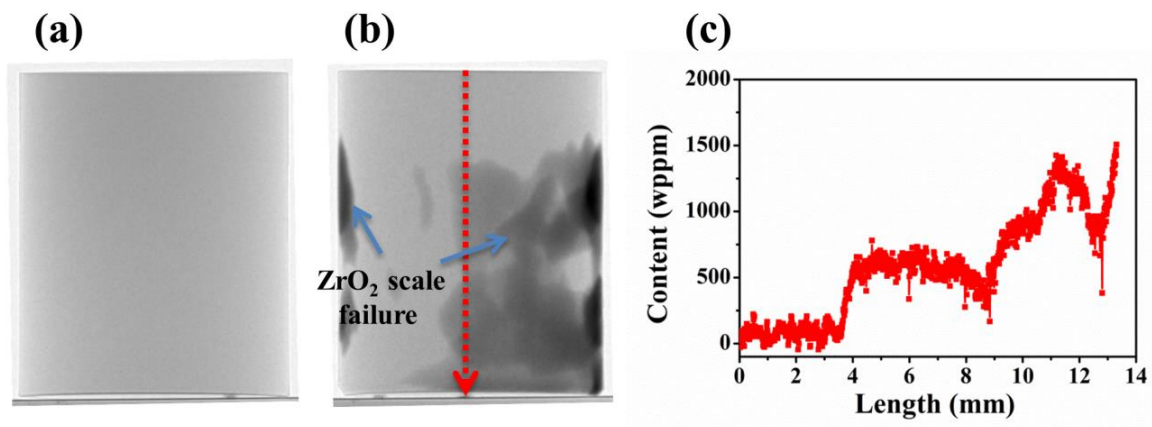 (a)
(b)
(c)
ZrO₂ scale
failure
2000
1500
1000
500
0
Content (wppm)
0 2 4 6 8 10 12 14
Length (mm)